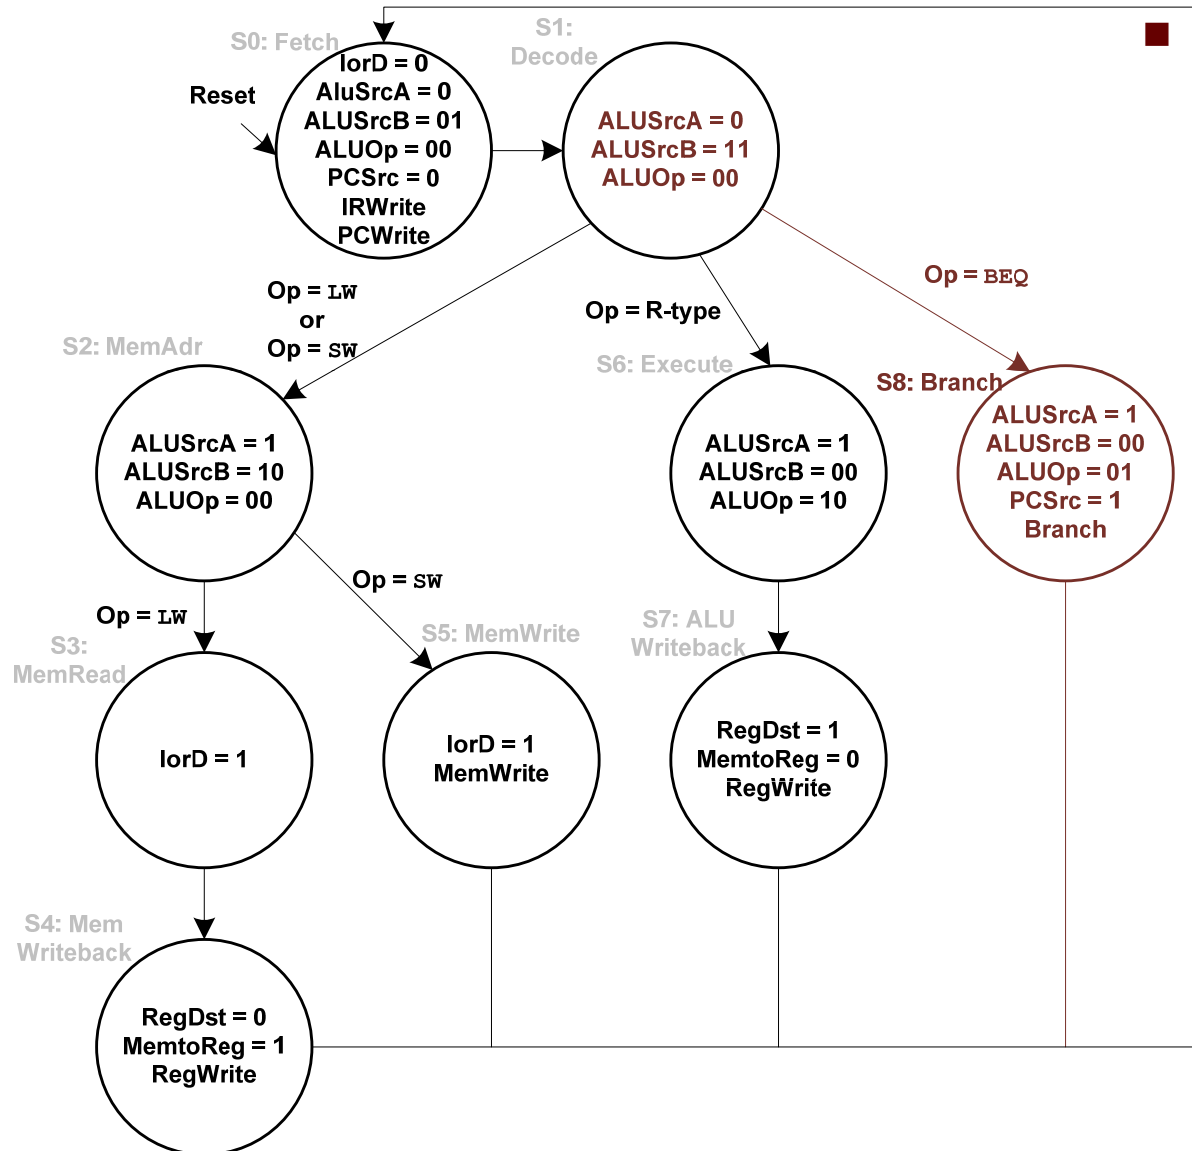 S0: Fetch
S1:
Decode
Reset
IorD = 0
AluSrcA = 0
ALUSrcB = 01
ALUOp = 00
PCSrc = 0
IRWrite
PCWrite
ALUSrcA = 0
ALUSrcB = 11
ALUOp = 00
Op = LW
or
Op = SW
Op = R-type
Op = BEQ
S2: MemAdr
ALUSrcA = 1
ALUSrcB = 10
ALUOp = 00
S6: Execute
ALUSrcA = 1
ALUSrcB = 00
ALUOp = 10
S8: Branch
ALUSrcA = 1
ALUSrcB = 00
ALUOp = 01
PCSrc = 1
Branch
Op = LW
Op = SW
S3:
MemRead
IorD = 1
S5: MemWrite
IorD = 1
MemWrite
S7: ALU
Writeback
RegDst = 1
MemtoReg = 0
RegWrite
S4: Mem
Writeback
RegDst = 0
MemtoReg = 1
RegWrite